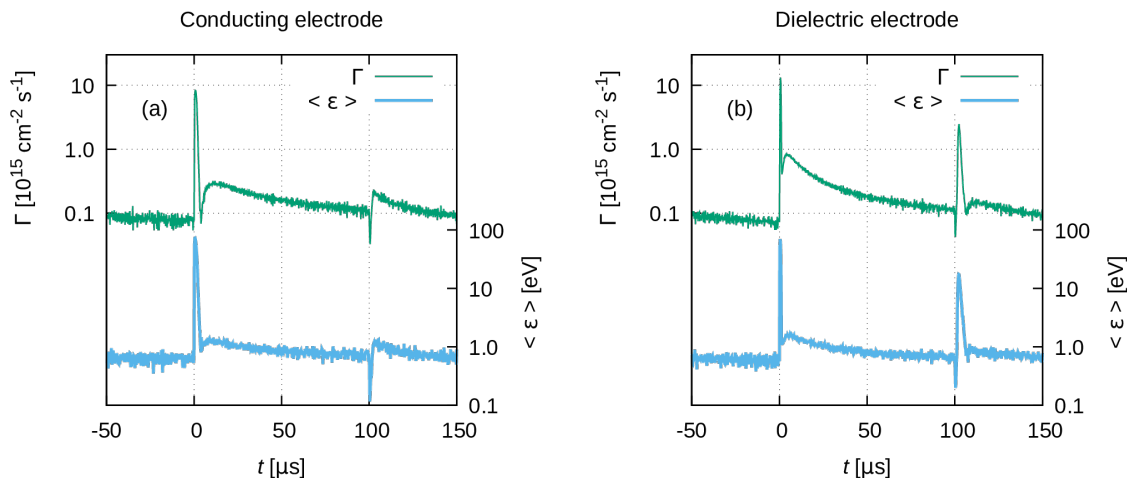 Conducting electrode
Γ [10¹⁵ cm⁻² s⁻¹]
10
1.0
0.1
(a)
Γ
< ε >
100
10
1.0
0.1
< ε > [eV]
-50 0 50 100 150
t [μs]
Dielectric electrode
Γ [10¹⁵ cm⁻² s⁻¹]
10
1.0
0.1
(b)
Γ
< ε >
100
10
1.0
0.1
< ε > [eV]
-50 0 50 100 150
t [μs]